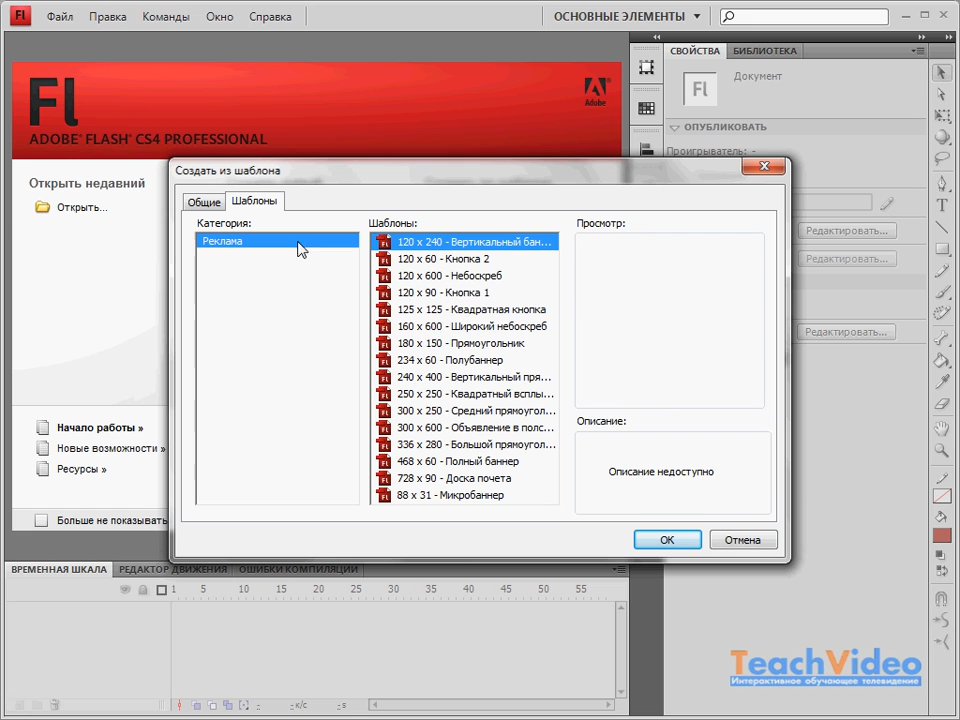 Fl Файл Правка Команды Окно Справка ОСНОВНЫЕ ЭЛЕМЕНТЫ
СВОЙСТВА БИБЛИОТЕКА
Fl Документ
Fl
Adobe
ADOBE® FLASH® CS4 PROFESSIONAL
ОПУБЛИКОВАТЬ
Проигрыватель: -
Открыть недавний
Открыть...
Создать из шаблона
Общие Шаблоны
Категория: Шаблоны: Просмотр:
Реклама
120 x 240 - Вертикальный бан...
120 x 60 - Кнопка 2
120 x 600 - Небоскреб
120 x 90 - Кнопка 1
125 x 125 - Квадратная кнопка
160 x 600 - Широкий небоскреб
180 x 150 - Прямоугольник
234 x 60 - Полубаннер
240 x 400 - Вертикальный пря...
250 x 250 - Квадратный всплы...
300 x 250 - Средний прямоугол...
300 x 600 - Объявление в полс...
336 x 280 - Большой прямоугол...
468 x 60 - Полный баннер
728 x 90 - Доска почета
88 x 31 - Микробаннер
Описание:
Описание недоступно
OK Отмена
Редактировать...
Редактировать...
Редактировать...
Начало работы »
Новые возможности »
Ресурсы »
Больше не показывать
ВРЕМЕННАЯ ШКАЛА РЕДАКТОР ДВИЖЕНИЯ ОШИБКИ КОМПИЛЯЦИИ
1 5 10 15 20 25 30 35 40 45 50 55
TeachVideo
Интерактивное обучающее телевидение
к/с s